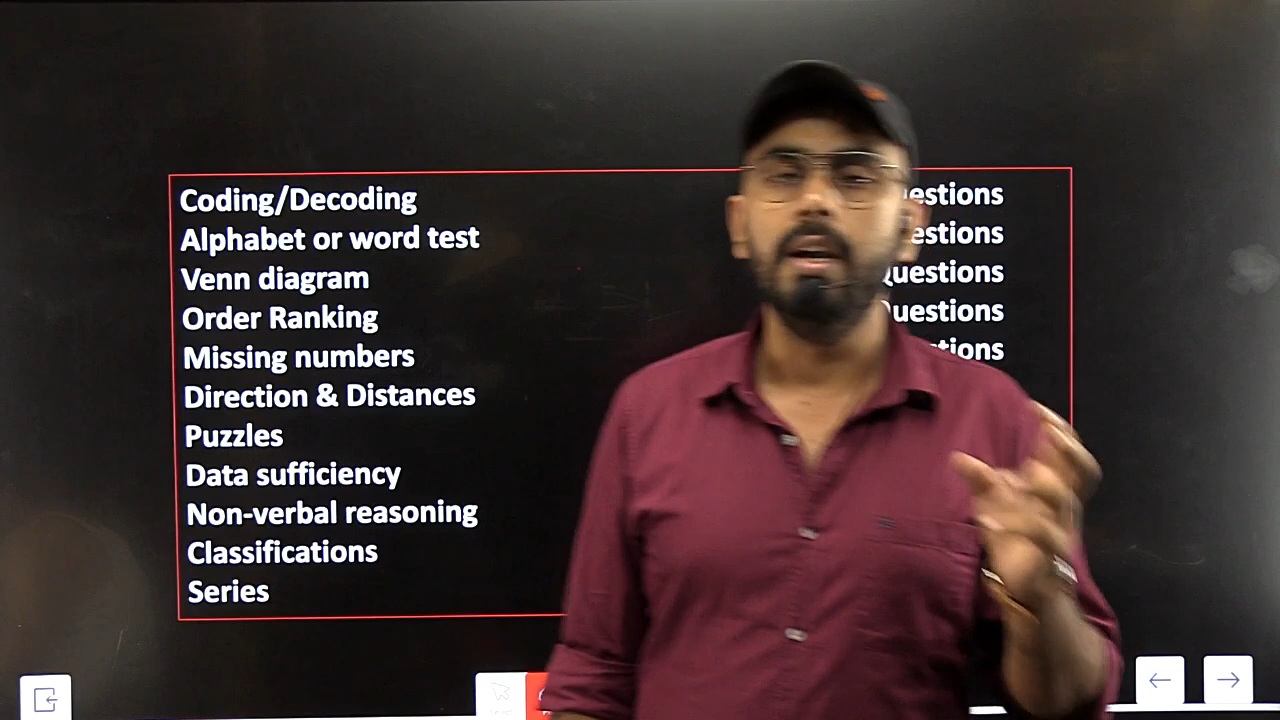 Coding/Decoding
Alphabet or word test
Venn diagram
Order Ranking
Missing numbers
Direction & Distances
Puzzles
Data sufficiency
Non-verbal reasoning
Classifications
Series